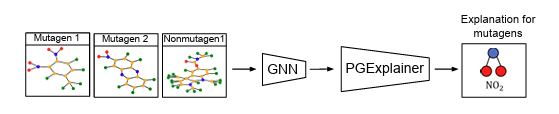 Mutagen 1
Mutagen 2
Nonmutagen1
GNN
PGExplainer
Explanation for
mutagens
NO2